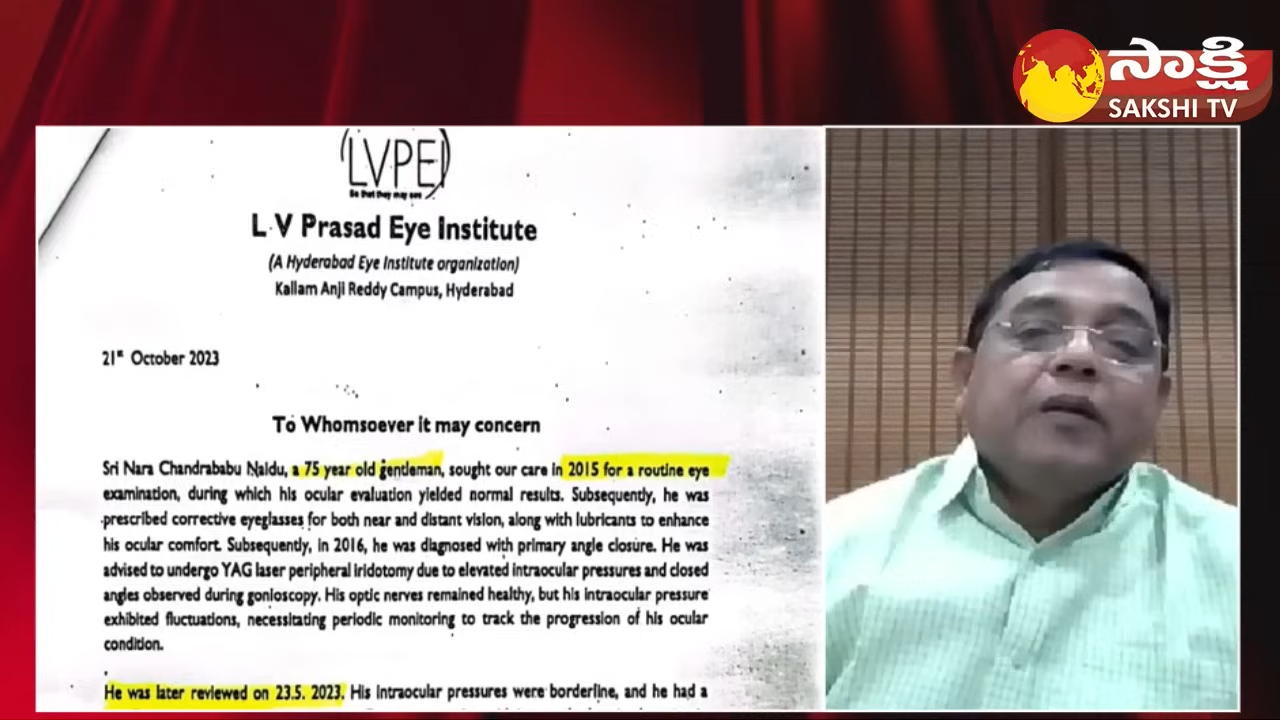 సాక్షి
SAKSHI TV
LVPEI
So that they may see
L V Prasad Eye Institute
(A Hyderabad Eye Institute organization)
Kallam Anji Reddy Campus, Hyderabad
21st October 2023
To Whomsoever it may concern
Sri Nara Chandrababu Naidu, a 75 year old gentleman, sought our care in 2015 for a routine eye
examination, during which his ocular evaluation yielded normal results. Subsequently, he was
prescribed corrective eyeglasses for both near and distant vision, along with lubricants to enhance
his ocular comfort. Subsequently, in 2016, he was diagnosed with primary angle closure. He was
advised to undergo YAG laser peripheral iridotomy due to elevated intraocular pressures and closed
angles observed during gonioscopy. His optic nerves remained healthy, but his intraocular pressure
exhibited fluctuations, necessitating periodic monitoring to track the progression of his ocular
condition.
He was later reviewed on 23.5. 2023. His intraocular pressures were borderline, and he had a